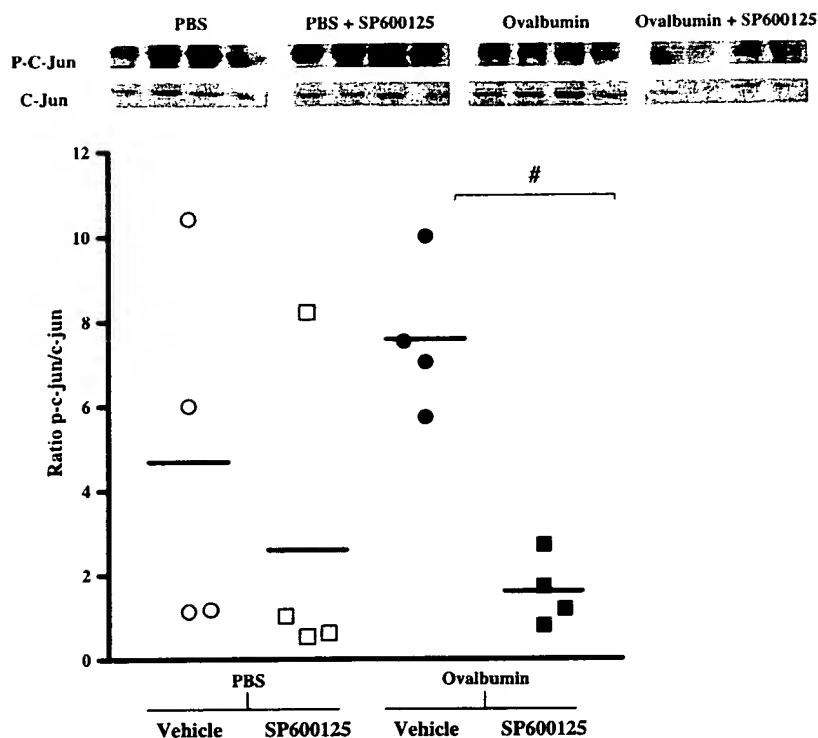 PBS PBS + SP600125 Ovalbumin Ovalbumin + SP600125
P-C-Jun
C-Jun
12
#
10
8
6
4
2
0
Ratio p-c-jun/c-jun
PBS Ovalbumin
Vehicle SP600125 Vehicle SP600125